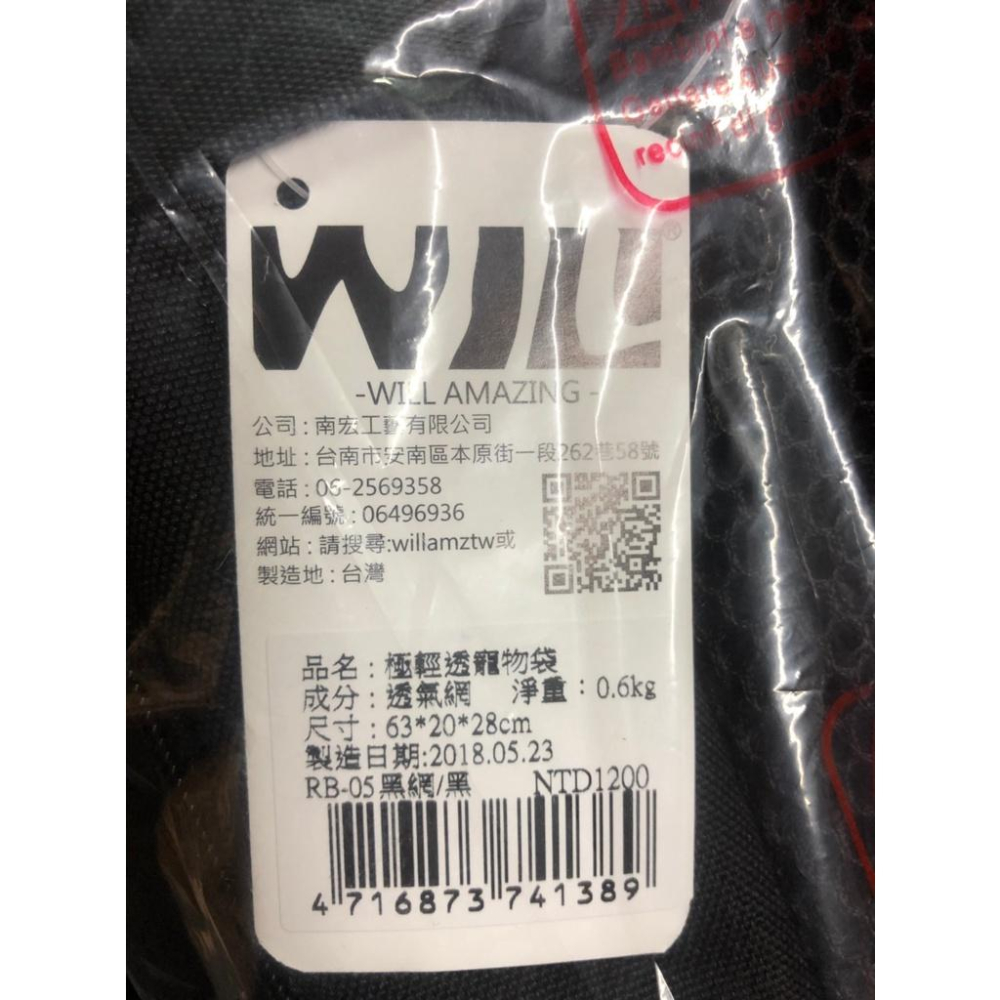 WILL®
-WILL AMAZING -
公司 : 南宏工藝有限公司
地址 : 台南市安南區本原街一段262巷58號
電話 : 06-2569358
統一編號 : 06496936
網站 : 請搜尋:willamztw或
製造地 : 台灣
品名 : 極輕透寵物袋
成分 : 透氣網 淨重 : 0.6kg
尺寸 : 63*20*28cm
製造日期:2018.05.23
RB-05黑網/黑 NTD1200
4 716873 741389
Bambini e
Genere